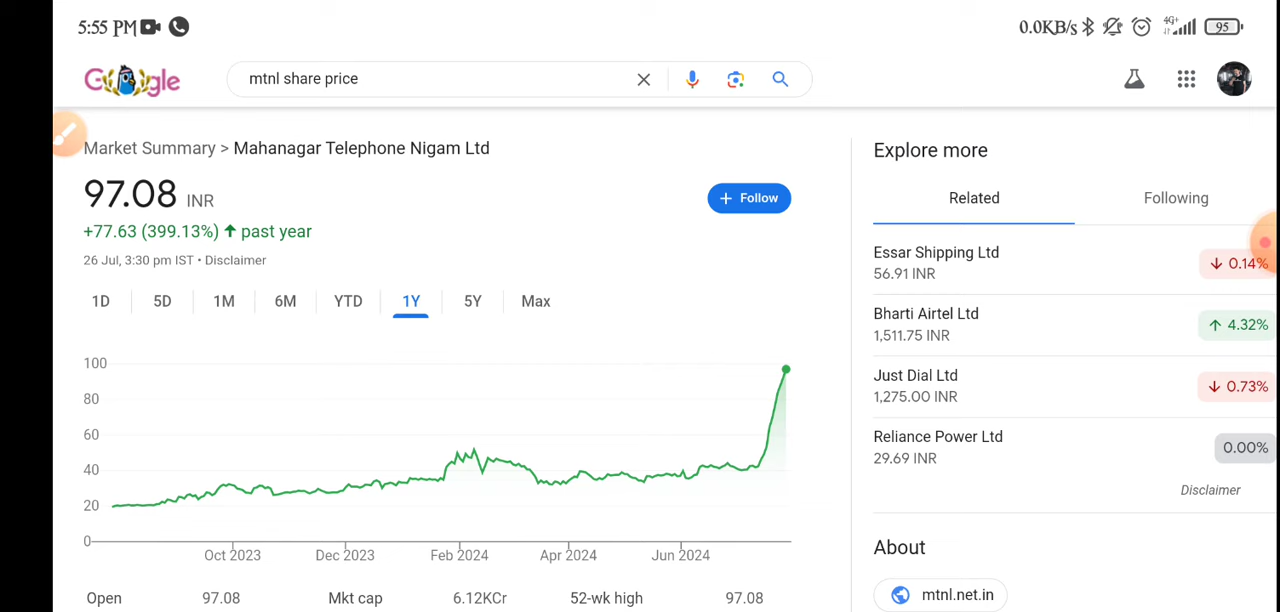 5:55 PM
0.0KB/s 4G+ 95
Google
mtnl share price
Market Summary > Mahanagar Telephone Nigam Ltd
97.08 INR
+ Follow
+77.63 (399.13%) ↑ past year
26 Jul, 3:30 pm IST • Disclaimer
1D 5D 1M 6M YTD 1Y 5Y Max
100
80
60
40
20
0
Oct 2023 Dec 2023 Feb 2024 Apr 2024 Jun 2024
Open 97.08 Mkt cap 6.12KCr 52-wk high 97.08
Explore more
Related Following
Essar Shipping Ltd
56.91 INR
↓ 0.14%
Bharti Airtel Ltd
1,511.75 INR
↑ 4.32%
Just Dial Ltd
1,275.00 INR
↓ 0.73%
Reliance Power Ltd
29.69 INR
0.00%
Disclaimer
About
mtnl.net.in